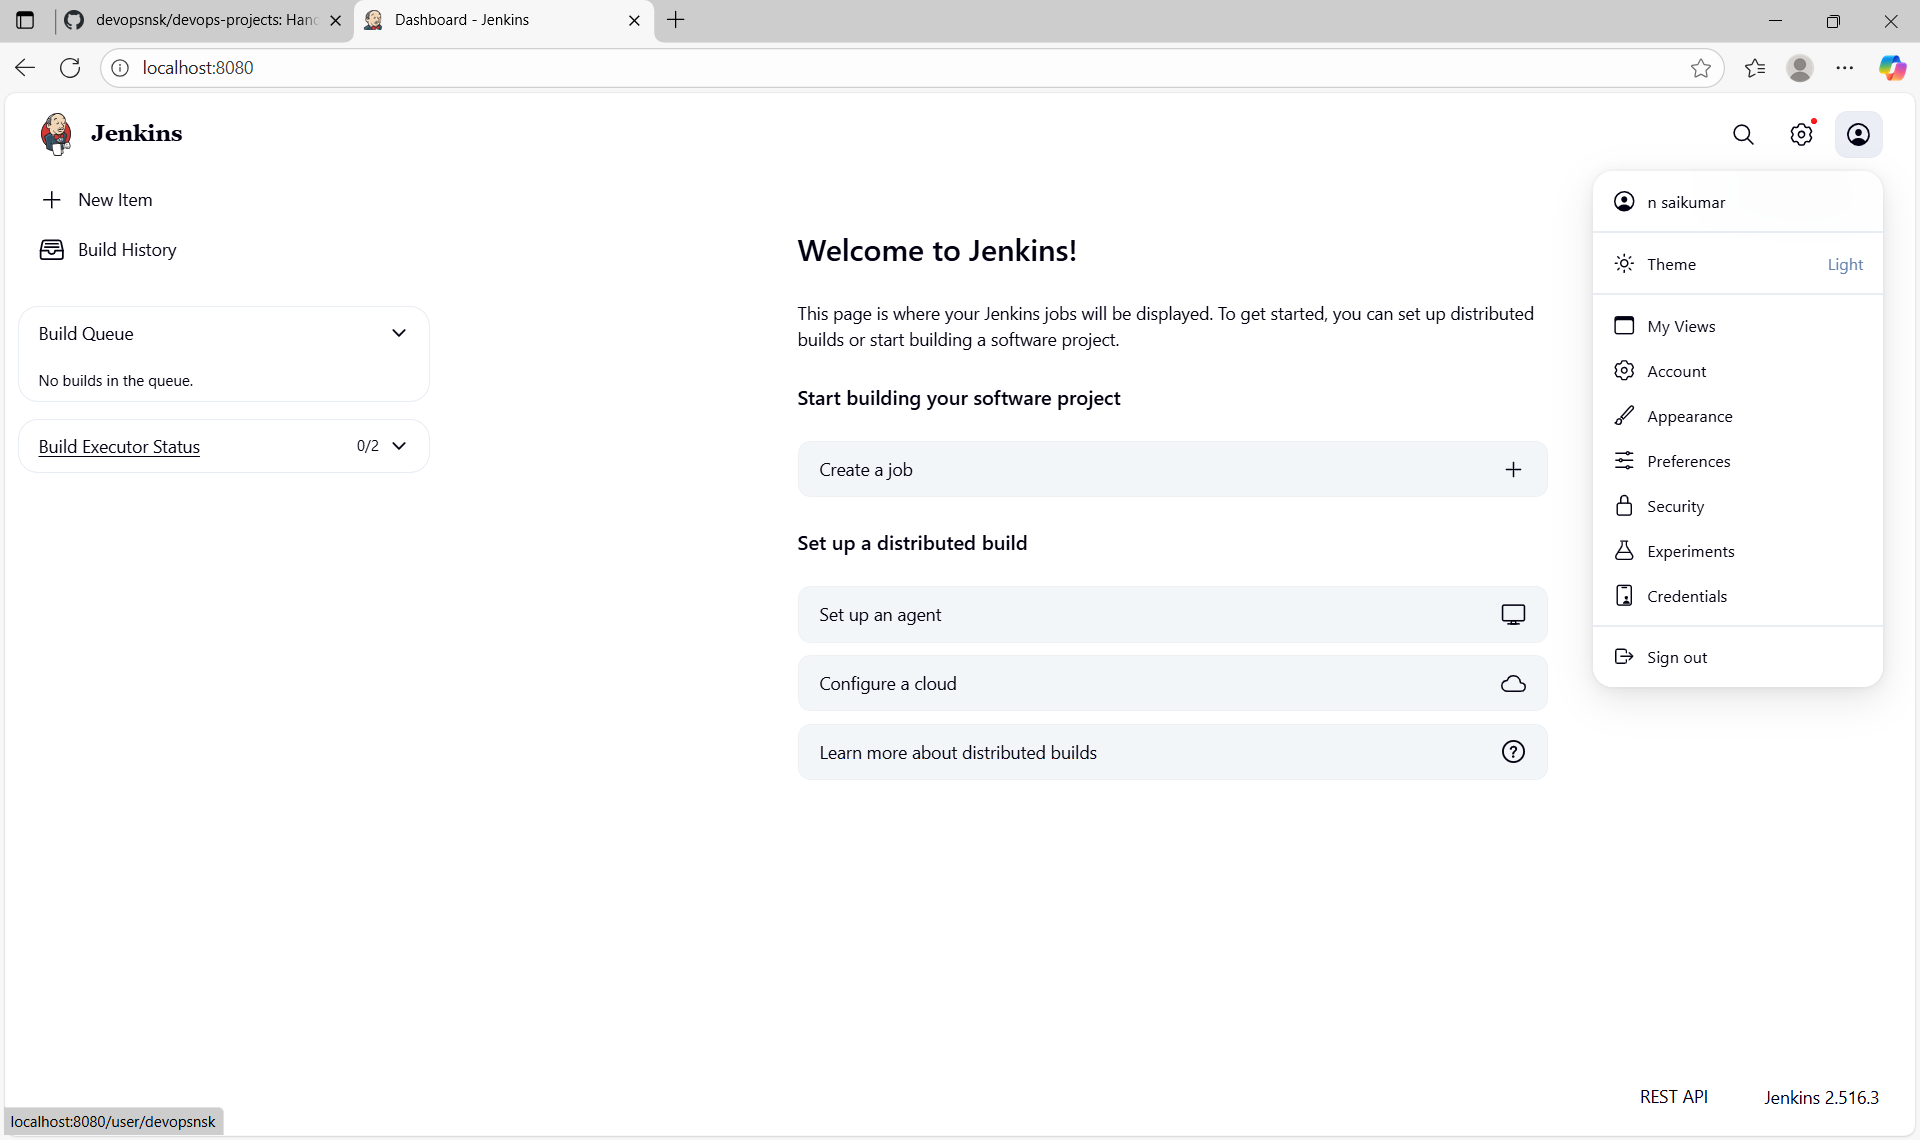 devopsnsk/devops-projects: Hand
Dashboard - Jenkins
localhost:8080
Jenkins
New Item
Build History
Build Queue
No builds in the queue.
Build Executor Status 0/2
Welcome to Jenkins!
This page is where your Jenkins jobs will be displayed. To get started, you can set up distributed
builds or start building a software project.
Start building your software project
Create a job
Set up a distributed build
Set up an agent
Configure a cloud
Learn more about distributed builds
n saikumar
Theme Light
My Views
Account
Appearance
Preferences
Security
Experiments
Credentials
Sign out
REST API Jenkins 2.516.3
localhost:8080/user/devopsnsk